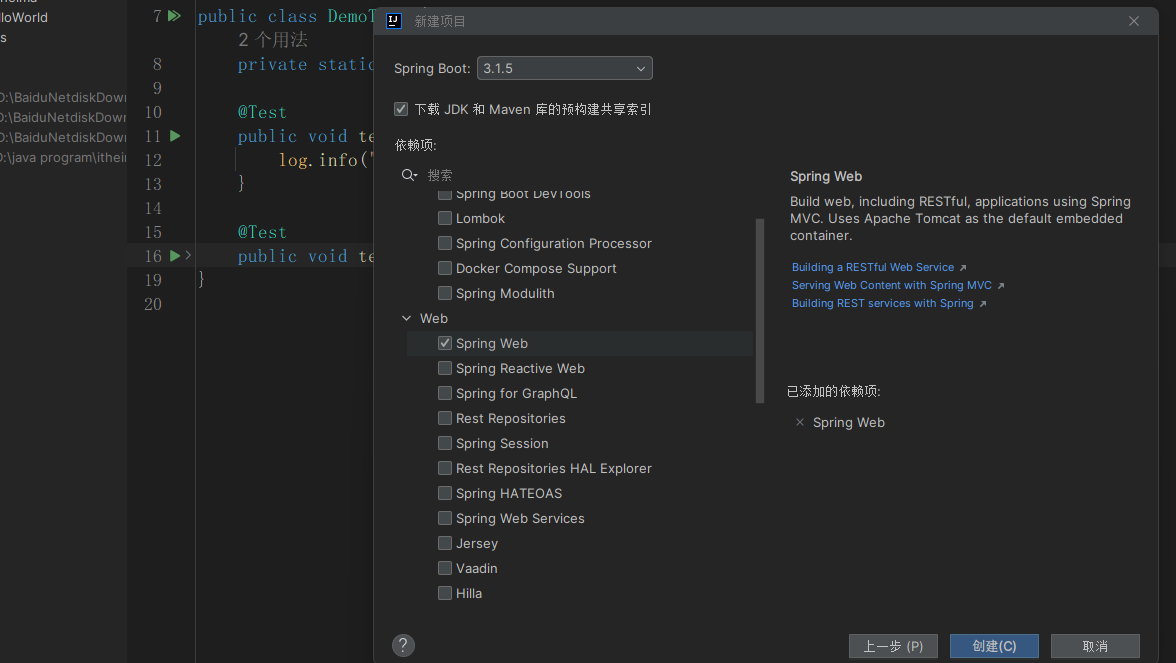 loWorld
s
D:\BaiduNetdiskDow
D:\BaiduNetdiskDow
D:\BaiduNetdiskDow
D:\java program\ithei
7 public class Demo
2 个用法
8 private static
9
10 @Test
11 public void te
12 log.info("
13 }
14
15 @Test
16 public void te
19 }
20
新建项目
Spring Boot: 3.1.5
下载 JDK 和 Maven 库的预构建共享索引
依赖项:
搜索
Spring Boot DevTools
Lombok
Spring Configuration Processor
Docker Compose Support
Spring Modulith
Web
Spring Web
Spring Reactive Web
Spring for GraphQL
Rest Repositories
Spring Session
Rest Repositories HAL Explorer
Spring HATEOAS
Spring Web Services
Jersey
Vaadin
Hilla
Spring Web
Build web, including RESTful, applications using Spring
MVC. Uses Apache Tomcat as the default embedded
container.
Building a RESTful Web Service
Serving Web Content with Spring MVC
Building REST services with Spring
已添加的依赖项:
Spring Web
?
上一步 (P)
创建(C)
取消